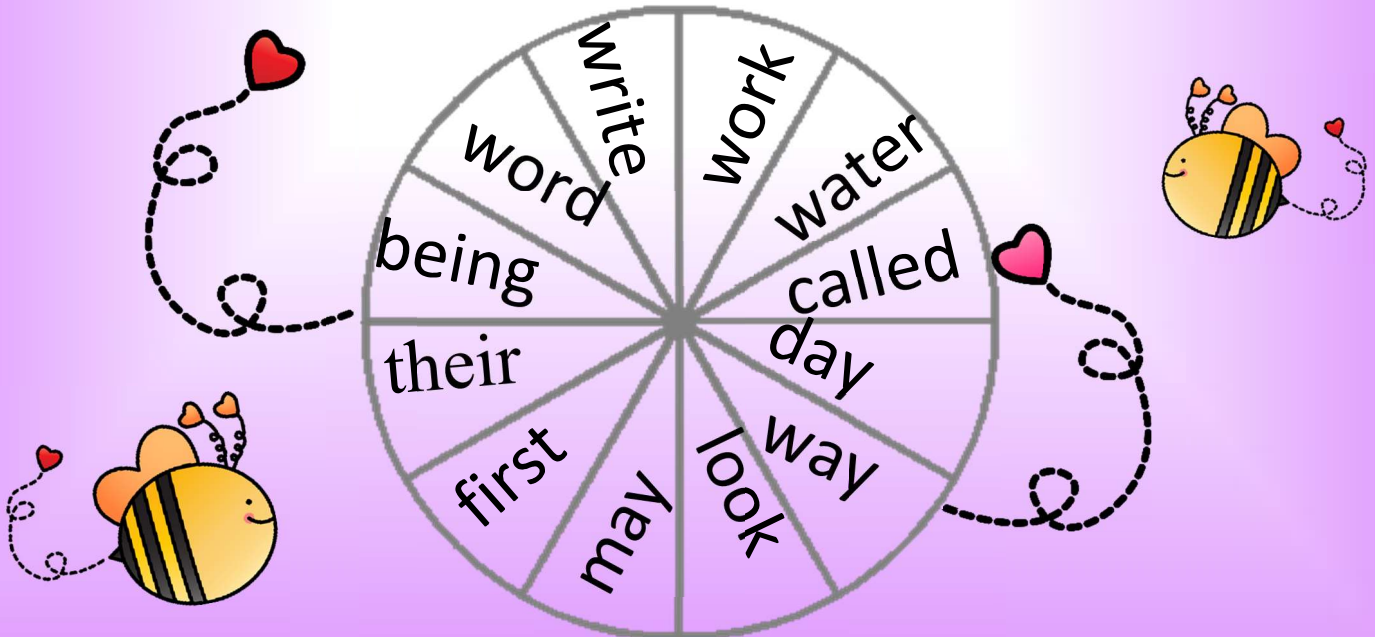 work
water
called
day
way
look
may
first
their
being
word
write